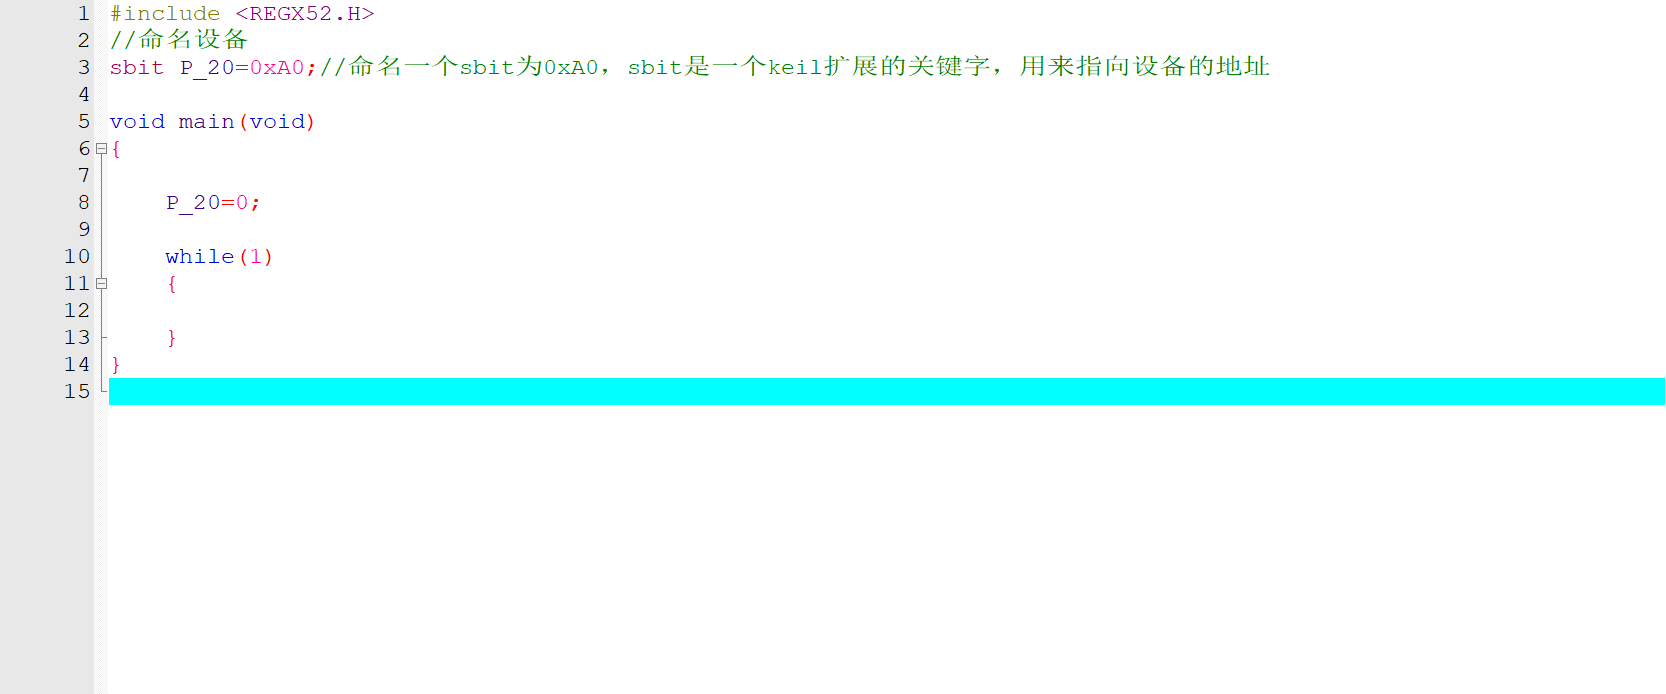 1 #include <REGX52.H>
2 //命名设备
3 sbit P_20=0xA0;//命名一个sbit为0xA0，sbit是一个keil扩展的关键字，用来指向设备的地址
4
5 void main(void)
6 {
7
8     P_20=0;
9
10     while(1)
11     {
12
13     }
14 }
15